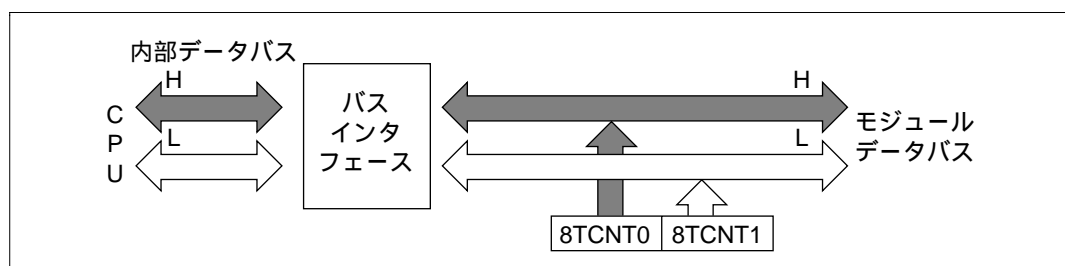 内部データバス
H
L
CPU
バス
インタ
フェース
H
L
モジュール
データバス
8TCNT0
8TCNT1